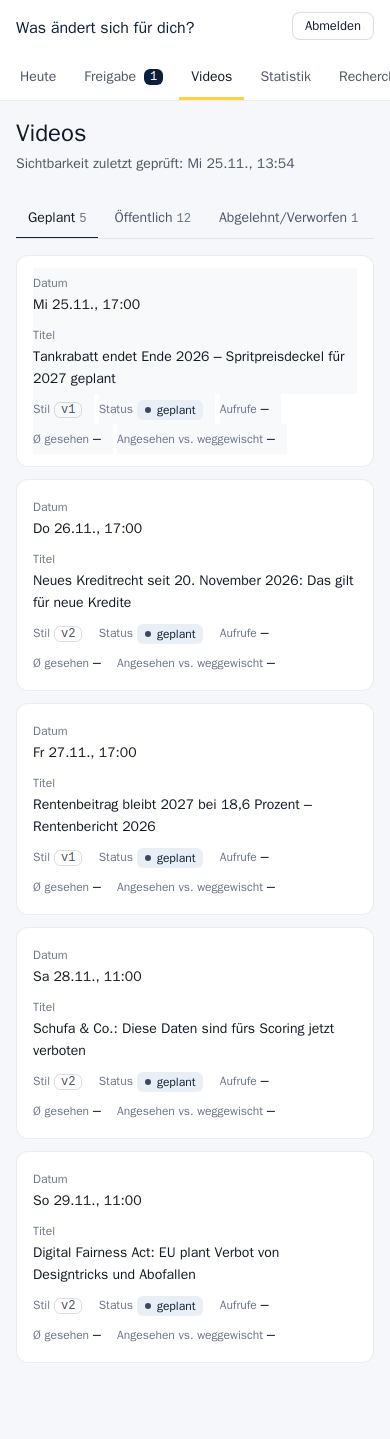 Was ändert sich für dich?
Abmelden
Heute Freigabe 1 Videos Statistik Recherc
Videos
Sichtbarkeit zuletzt geprüft: Mi 25.11., 13:54
Geplant 5 Öffentlich 12 Abgelehnt/Verworfen 1
Datum
Mi 25.11., 17:00
Titel
Tankrabatt endet Ende 2026 – Spritpreisdeckel für
2027 geplant
Stil v1 Status geplant Aufrufe –
Ø gesehen – Angesehen vs. weggewischt –
Datum
Do 26.11., 17:00
Titel
Neues Kreditrecht seit 20. November 2026: Das gilt
für neue Kredite
Stil v2 Status geplant Aufrufe –
Ø gesehen – Angesehen vs. weggewischt –
Datum
Fr 27.11., 17:00
Titel
Rentenbeitrag bleibt 2027 bei 18,6 Prozent –
Rentenbericht 2026
Stil v1 Status geplant Aufrufe –
Ø gesehen – Angesehen vs. weggewischt –
Datum
Sa 28.11., 11:00
Titel
Schufa & Co.: Diese Daten sind fürs Scoring jetzt
verboten
Stil v2 Status geplant Aufrufe –
Ø gesehen – Angesehen vs. weggewischt –
Datum
So 29.11., 11:00
Titel
Digital Fairness Act: EU plant Verbot von
Designtricks und Abofallen
Stil v2 Status geplant Aufrufe –
Ø gesehen – Angesehen vs. weggewischt –